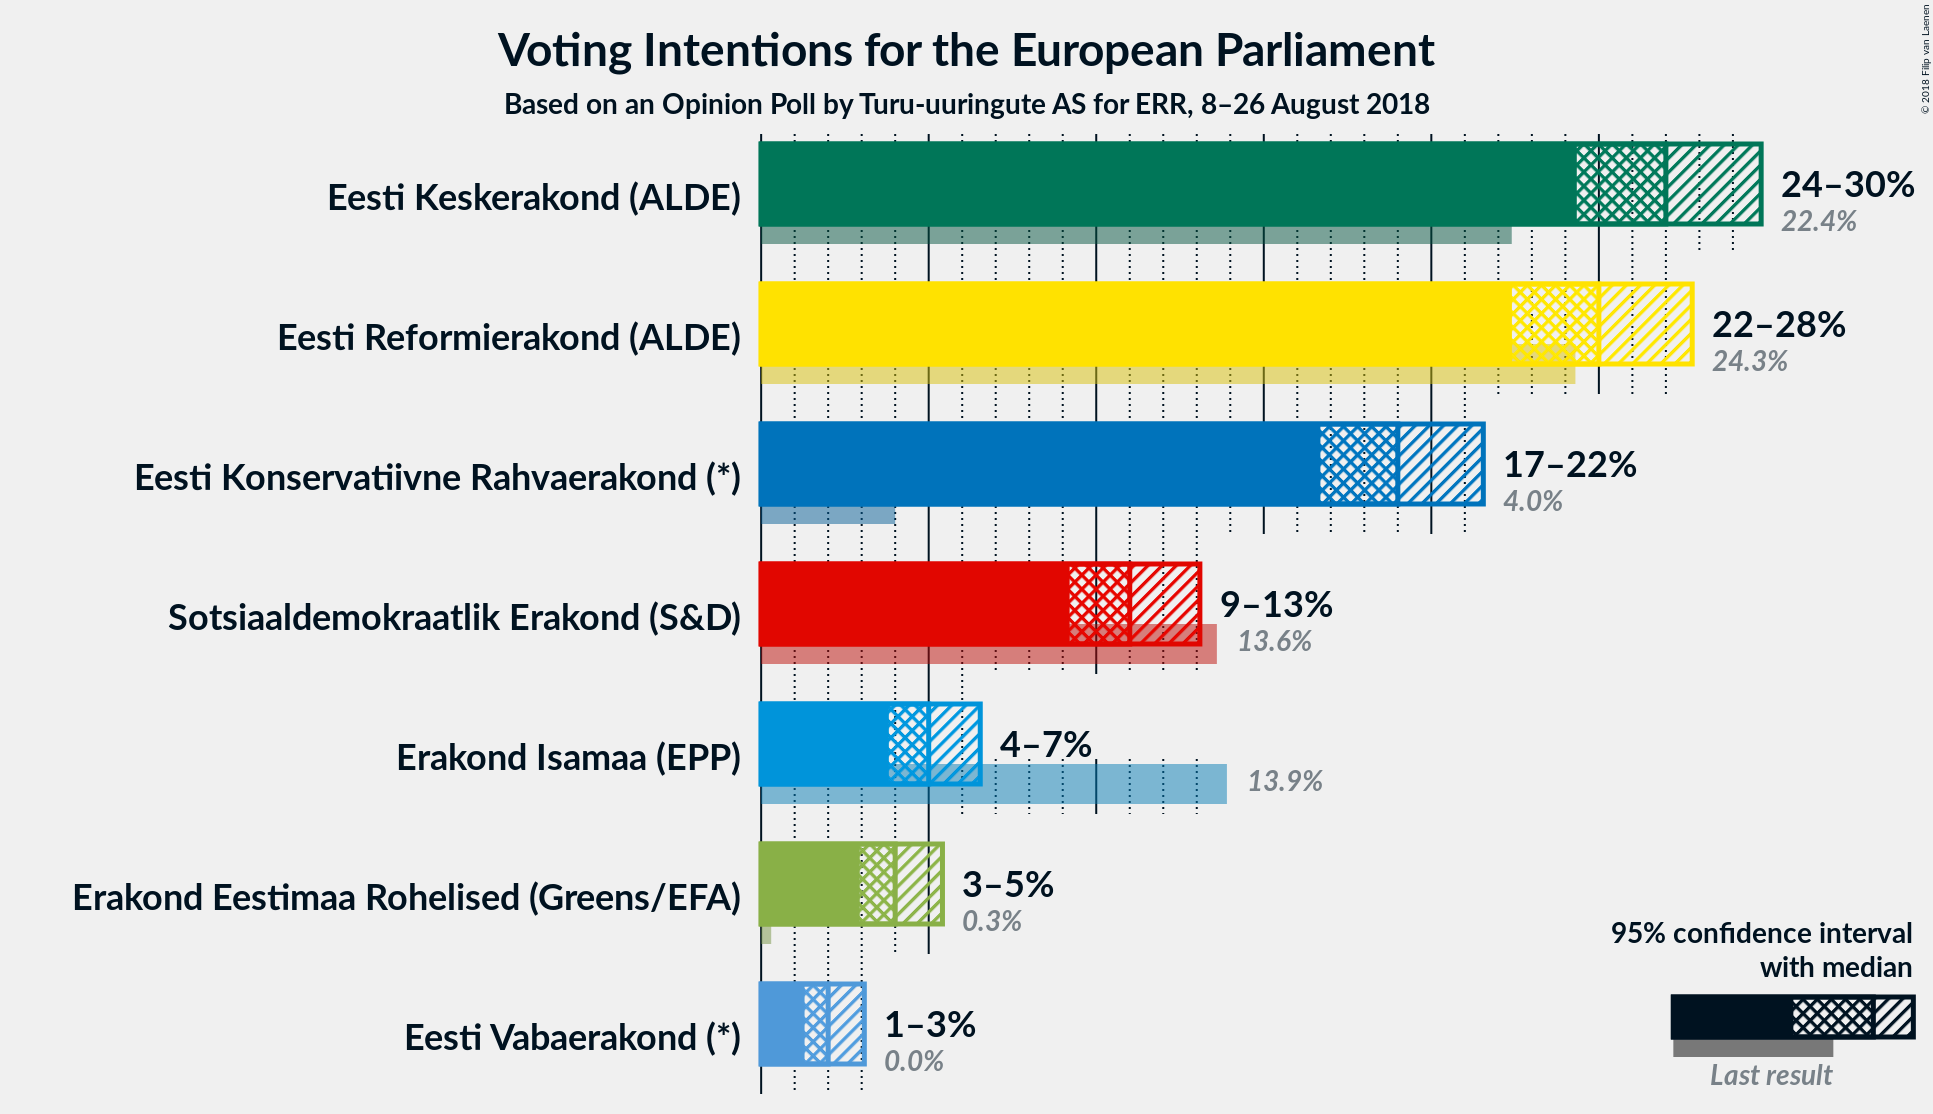 Voting Intentions for the European Parliament
Based on an Opinion Poll by Turu-uuringute AS for ERR, 8–26 August 2018
© 2018 Filip van Laenen
Eesti Keskerakond (ALDE)
24–30%
22.4%
Eesti Reformierakond (ALDE)
22–28%
24.3%
Eesti Konservatiivne Rahvaerakond (*)
17–22%
4.0%
Sotsiaaldemokraatlik Erakond (S&D)
9–13%
13.6%
Erakond Isamaa (EPP)
4–7%
13.9%
Erakond Eestimaa Rohelised (Greens/EFA)
3–5%
0.3%
Eesti Vabaerakond (*)
1–3%
0.0%
95% confidence interval
with median
Last result